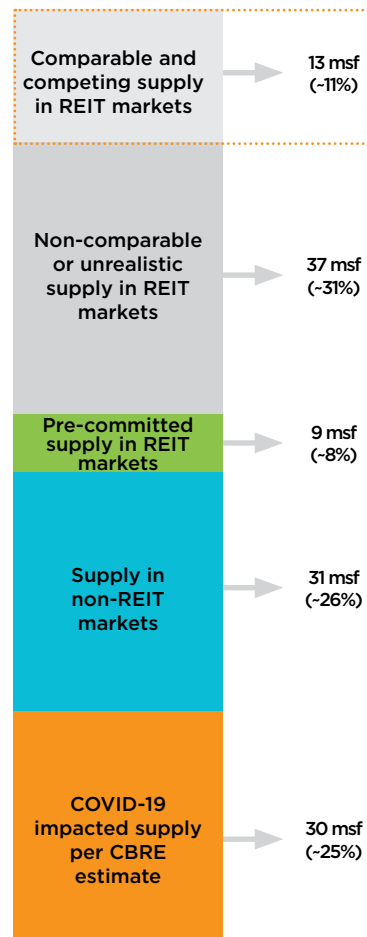 Comparable and
competing supply
in REIT markets
13 msf
(~11%)
Non-comparable
or unrealistic
supply in REIT
markets
37 msf
(~31%)
Pre-committed
supply in REIT
markets
9 msf
(~8%)
Supply in
non-REIT
markets
31 msf
(~26%)
COVID-19
impacted supply
per CBRE
estimate
30 msf
(~25%)